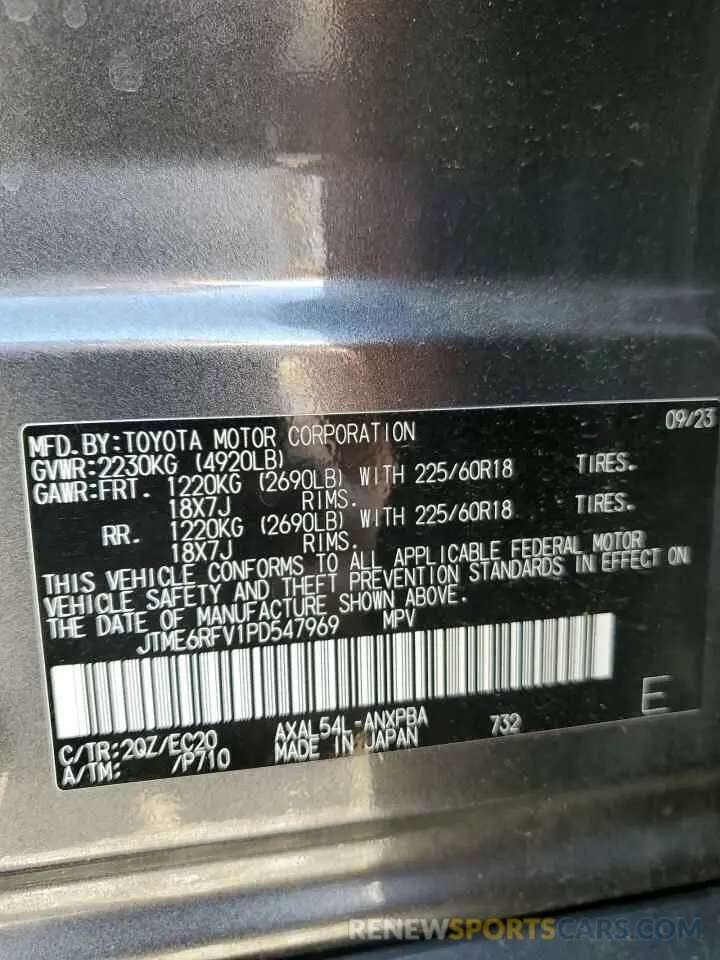 09/23
MFD.BY:TOYOTA MOTOR CORPORATION
GVWR:2230KG (4920LB)
GAWR:FRT. 1220KG (2690LB) WITH 225/60R18 TIRES.
18X7J RIMS.
RR. 1220KG (2690LB) WITH 225/60R18 TIRES.
18X7J RIMS.
THIS VEHICLE CONFORMS TO ALL APPLICABLE FEDERAL MOTOR
VEHICLE SAFETY AND THEFT PREVENTION STANDARDS IN EFFECT ON
THE DATE OF MANUFACTURE SHOWN ABOVE.
JTME6RFV1PD547969 MPV
E
C/TR:2QZ/EC20 AXAL54L-ANXPBA 732
A/TM: /P710 MADE IN JAPAN
RENEWSPORTSCARS.COM